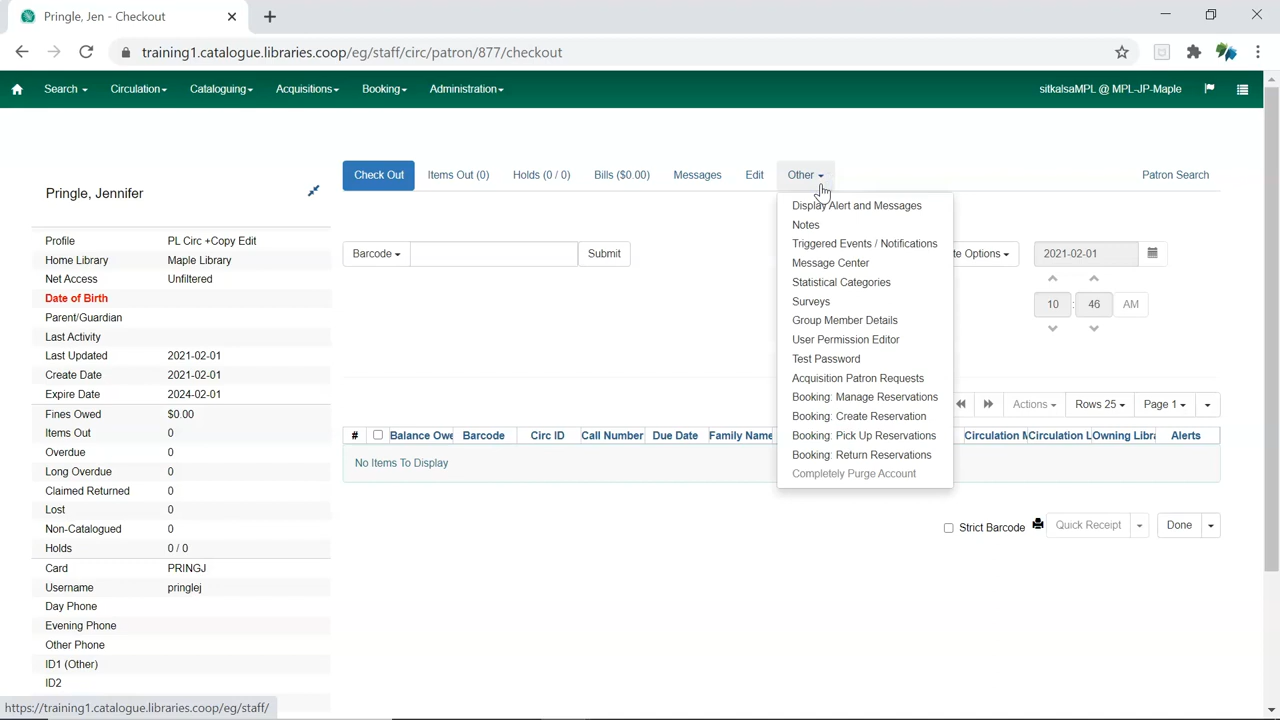 Pringle, Jen - Checkout
training1.catalogue.libraries.coop/eg/staff/circ/patron/877/checkout
Search Circulation Cataloguing Acquisitions Booking Administration sitkalsaMPL @ MPL-JP-Maple
Check Out Items Out (0) Holds (0 / 0) Bills ($0.00) Messages Edit Other Patron Search
Pringle, Jennifer
Profile PL Circ +Copy Edit
Home Library Maple Library
Net Access Unfiltered
Date of Birth
Parent/Guardian
Last Activity
Last Updated 2021-02-01
Create Date 2021-02-01
Expire Date 2024-02-01
Fines Owed $0.00
Items Out 0
Overdue 0
Long Overdue 0
Claimed Returned 0
Lost 0
Non-Catalogued 0
Holds 0 / 0
Card PRINGJ
Username pringlej
Day Phone
Evening Phone
Other Phone
ID1 (Other)
ID2
Display Alert and Messages
Notes
Triggered Events / Notifications
Message Center
Statistical Categories
Surveys
Group Member Details
User Permission Editor
Test Password
Acquisition Patron Requests
Booking: Manage Reservations
Booking: Create Reservation
Booking: Pick Up Reservations
Booking: Return Reservations
Completely Purge Account
Barcode Submit te Options 2021-02-01
10 : 46 AM
Actions Rows 25 Page 1
# Balance Owe Barcode Circ ID Call Number Due Date Family Name Circulation M Circulation L Owning Libra Alerts
No Items To Display
Strict Barcode Quick Receipt Done
https://training1.catalogue.libraries.coop/eg/staff/